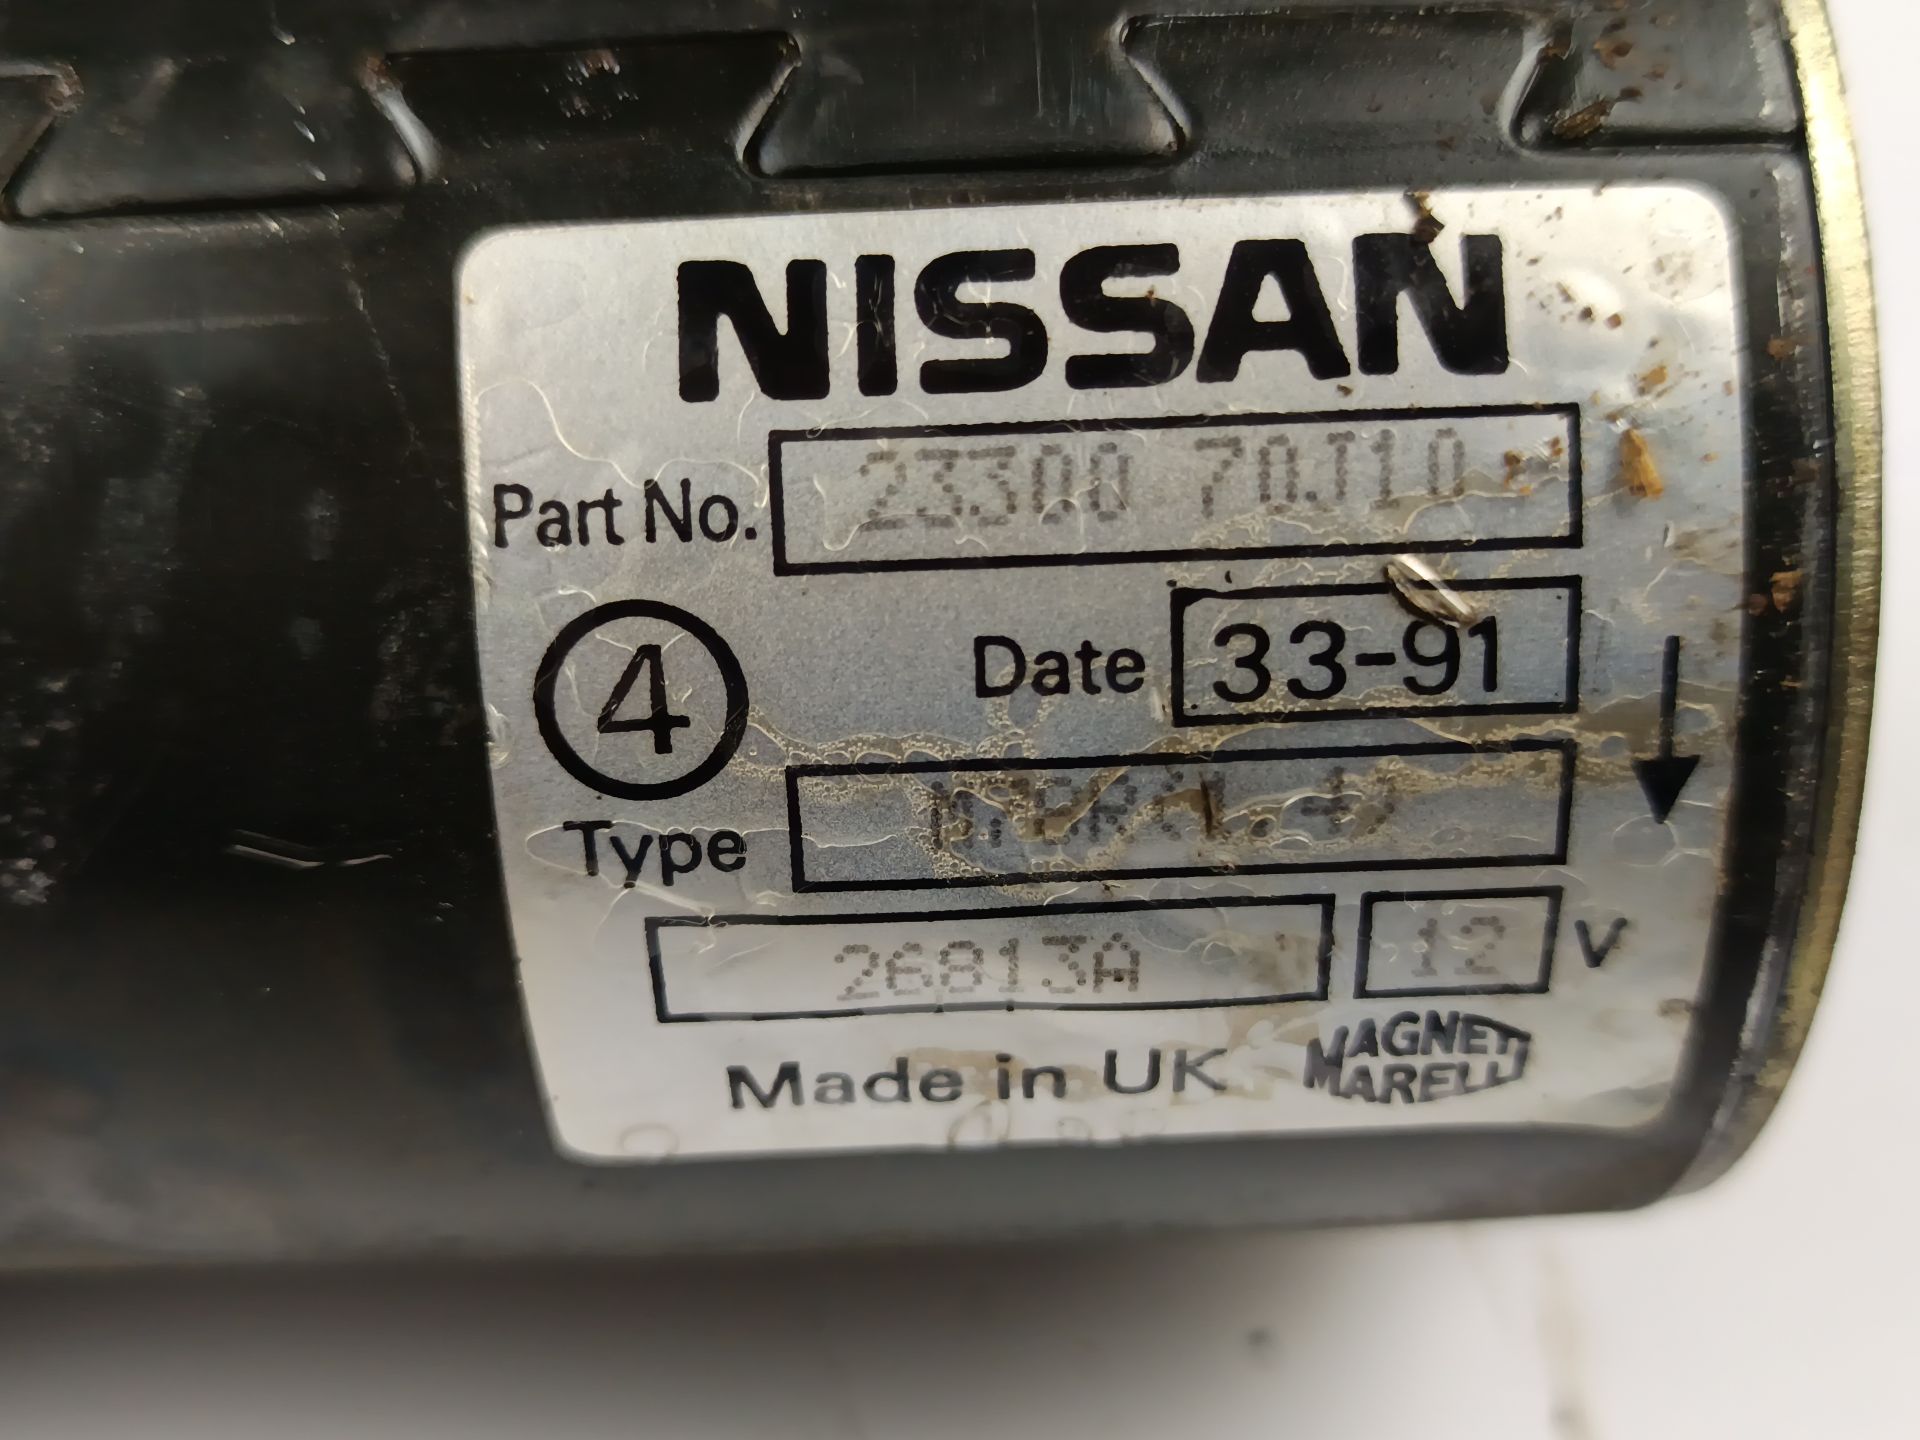 NISSAN
Part No. 23300 70J10
4 Date 33-91
Type
26813A 12 V
Made in UK MAGNETI MARELLI